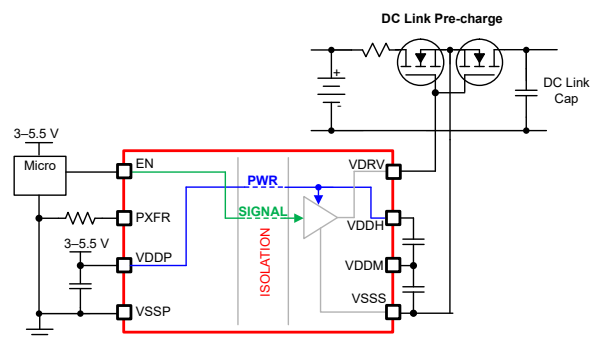 DC Link Pre-charge
+
-
DC Link
Cap
3–5.5 V
Micro
EN
PWR
VDRV
SIGNAL
PXFR
VDDH
3–5.5 V
ISOLATION
VDDP
VDDM
VSSP
VSSS